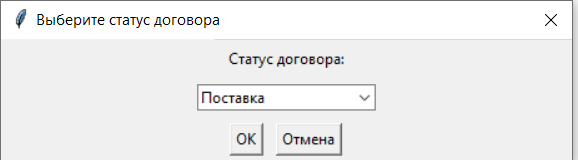 Выберите статус договора
Статус договора:
Поставка
OK Отмена